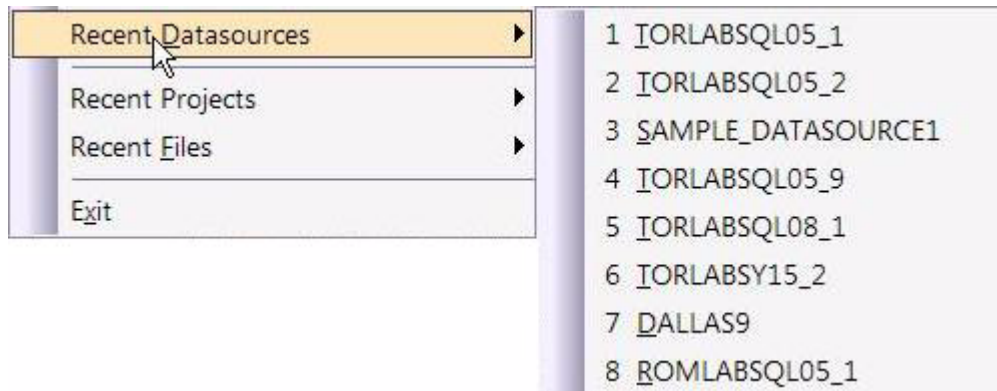 Recent Datasources
Recent Projects
Recent Files
Exit
1 TORLABSQL05_1
2 TORLABSQL05_2
3 SAMPLE_DATASOURCE1
4 TORLABSQL05_9
5 TORLABSQL08_1
6 TORLABSY15_2
7 DALLAS9
8 ROMLABSQL05_1